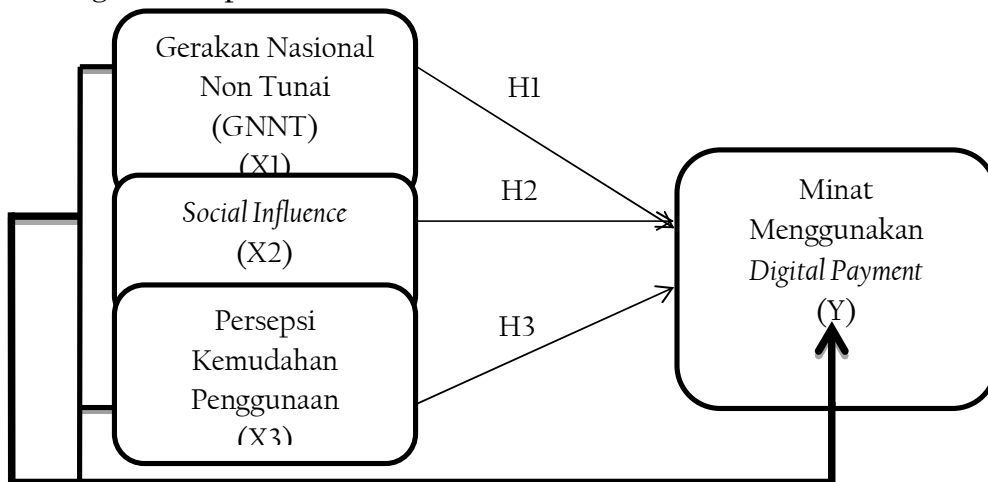 Gerakan Nasional
Non Tunai
(GNNT)
(X1)
H1
Social Influence
(X2)
H2
Persepsi
Kemudahan
Penggunaan
(X3)
H3
Minat
Menggunakan
Digital Payment
(Y)